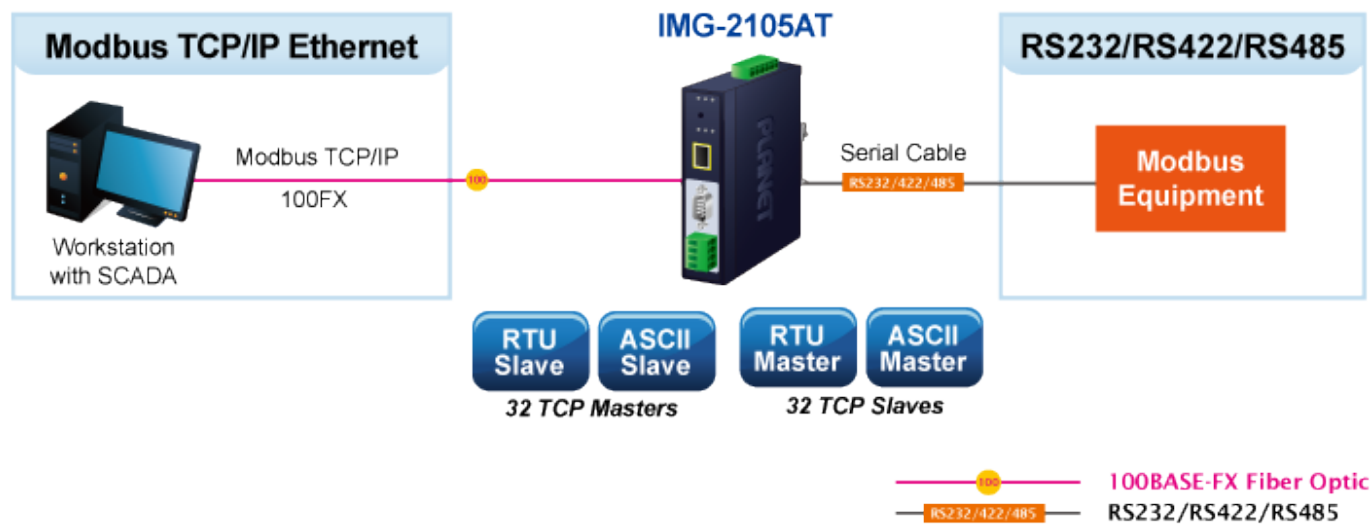 IMG-2105AT
Modbus TCP/IP Ethernet
RS232/RS422/RS485
Modbus TCP/IP
100FX
100
Workstation
with SCADA
PLANET
Serial Cable
RS232/422/485
Modbus
Equipment
RTU
Slave
ASCII
Slave
32 TCP Masters
RTU
Master
ASCII
Master
32 TCP Slaves
100
100BASE-FX Fiber Optic
RS232/422/485
RS232/RS422/RS485